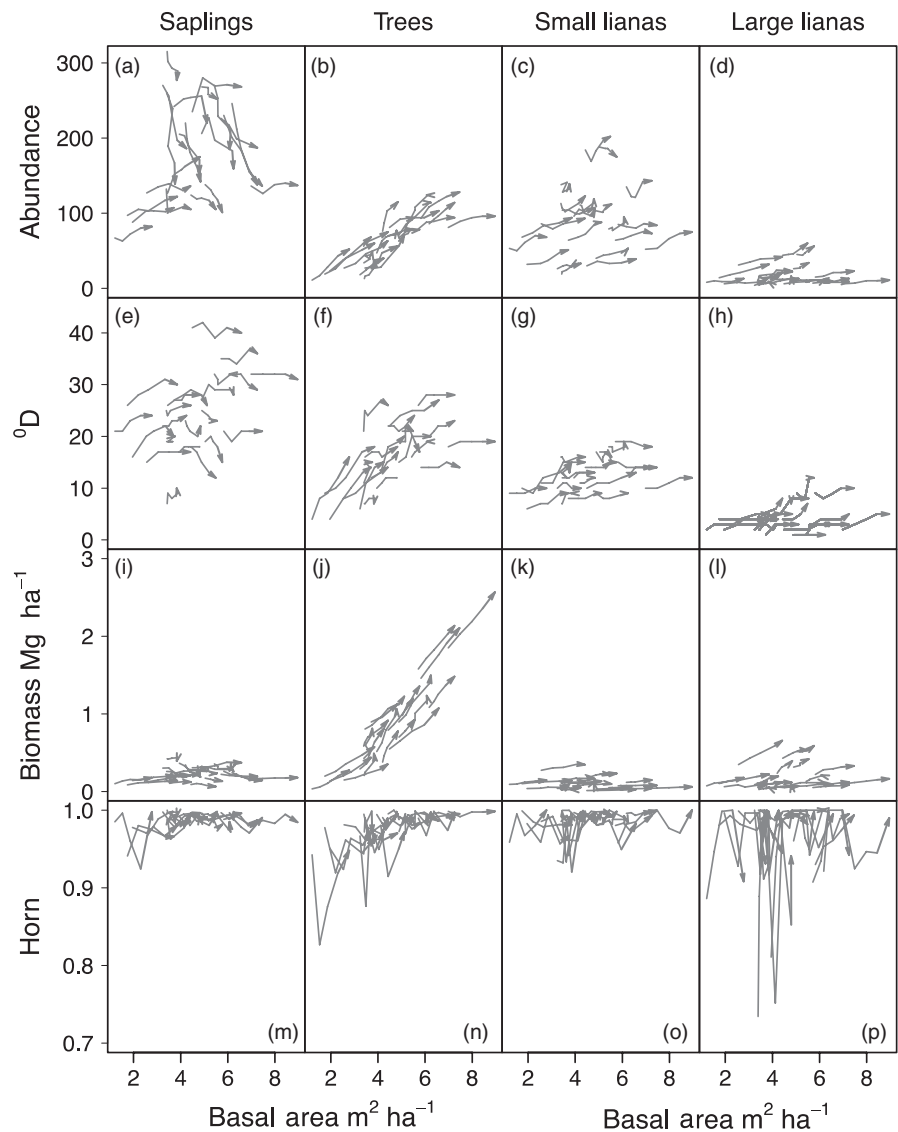 Saplings Trees Small lianas Large lianas
Abundance
300
200
100
0
(a) (b) (c) (d)
⁰D
40
30
20
10
0
(e) (f) (g) (h)
Biomass Mg ha⁻¹
3
2
1
0
(i) (j) (k) (l)
Horn
1.0
0.9
0.8
0.7
(m) (n) (o) (p)
2 4 6 8 2 4 6 8 2 4 6 8 2 4 6 8
Basal area m² ha⁻¹ Basal area m² ha⁻¹